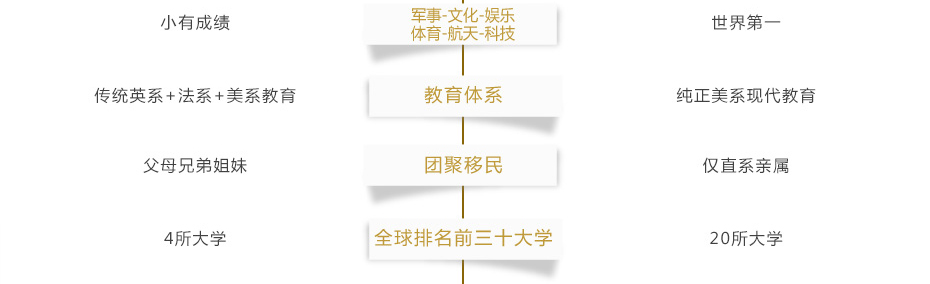 小有成绩
军事-文化-娱乐
体育-航天-科技
世界第一
传统英系+法系+美系教育
教育体系
纯正美系现代教育
父母兄弟姐妹
团聚移民
仅直系亲属
4所大学
全球排名前三十大学
20所大学